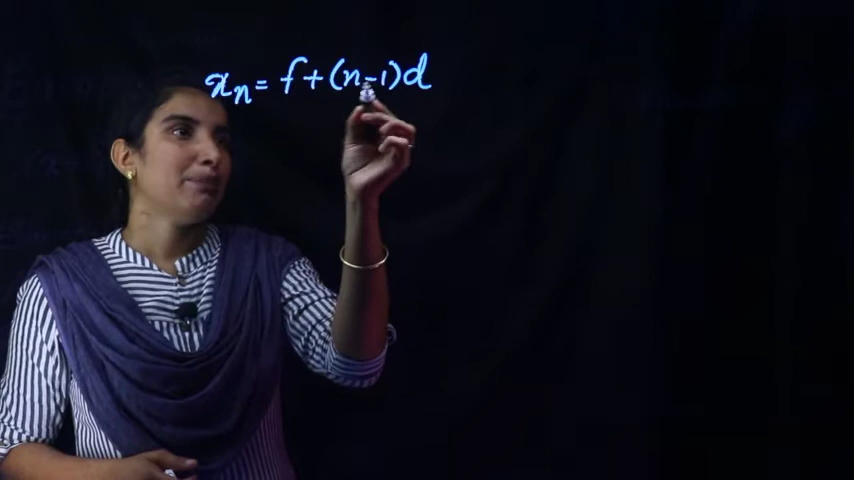 xₙ = f+(n-1)d